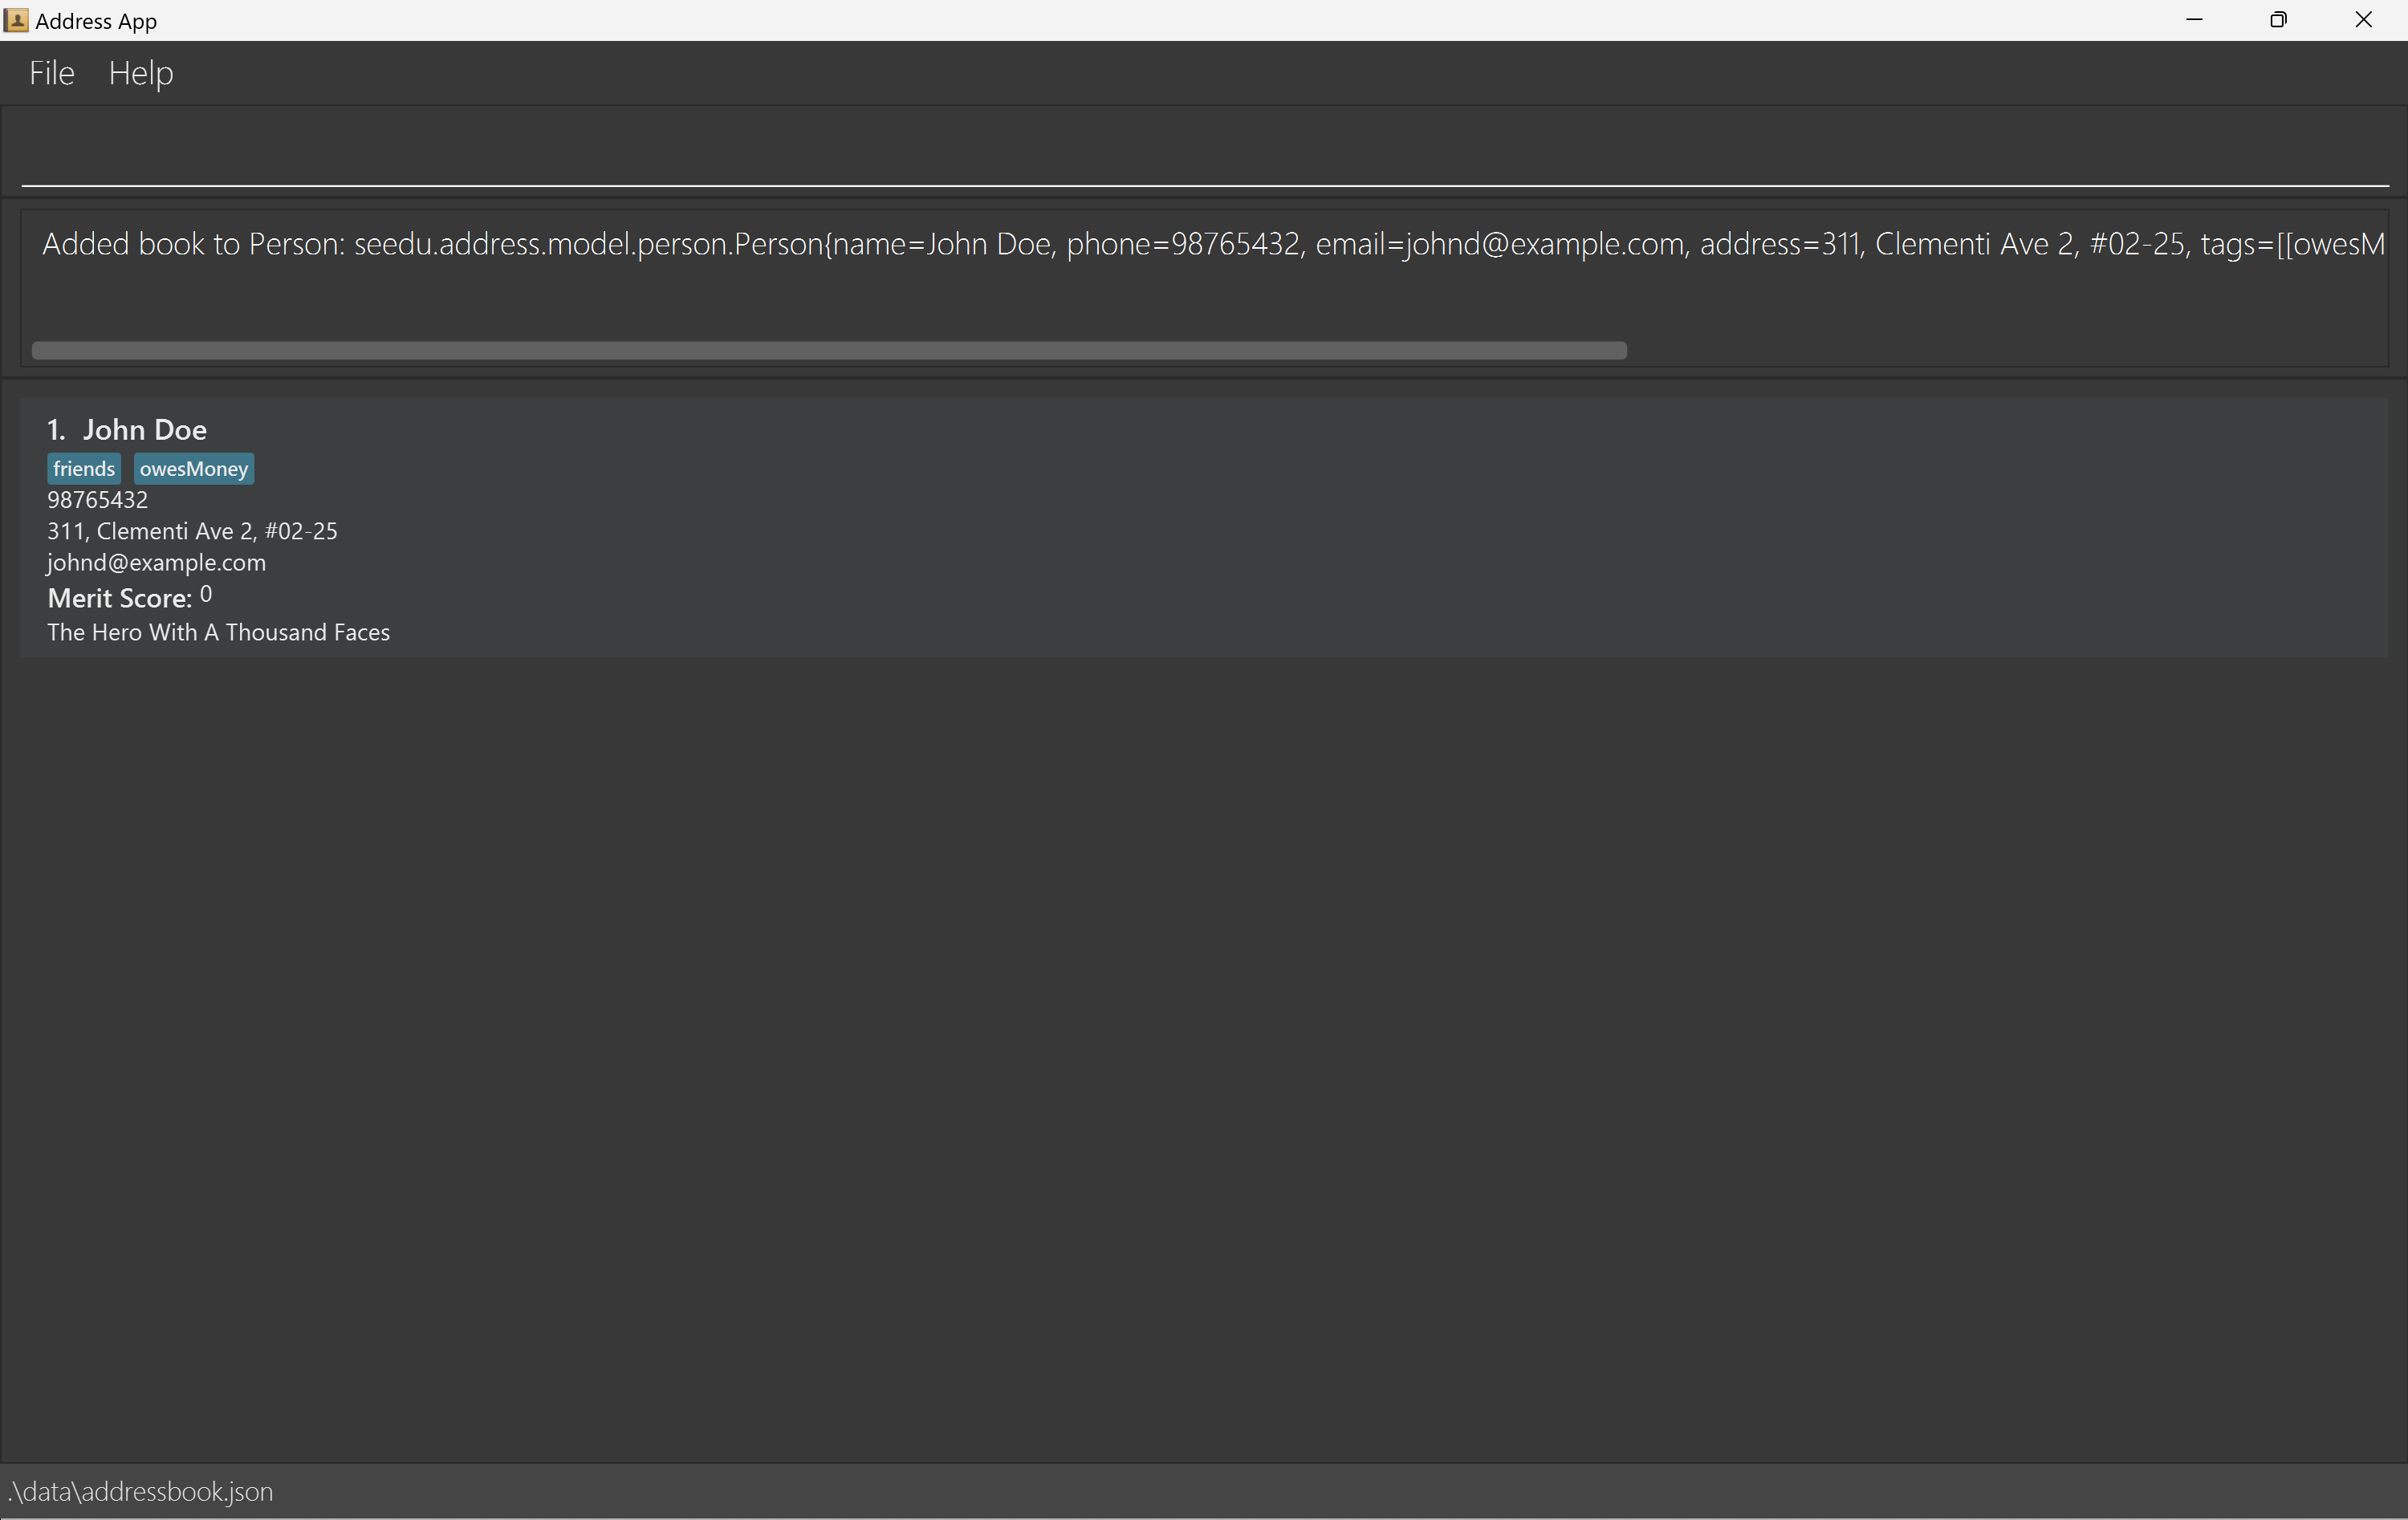 Address App
File Help
Added book to Person: seedu.address.model.person.Person{name=John Doe, phone=98765432, email=johnd@example.com, address=311, Clementi Ave 2, #02-25, tags=[[owesM
1. John Doe
friends owesMoney
98765432
311, Clementi Ave 2, #02-25
johnd@example.com
Merit Score: 0
The Hero With A Thousand Faces
.\data\addressbook.json